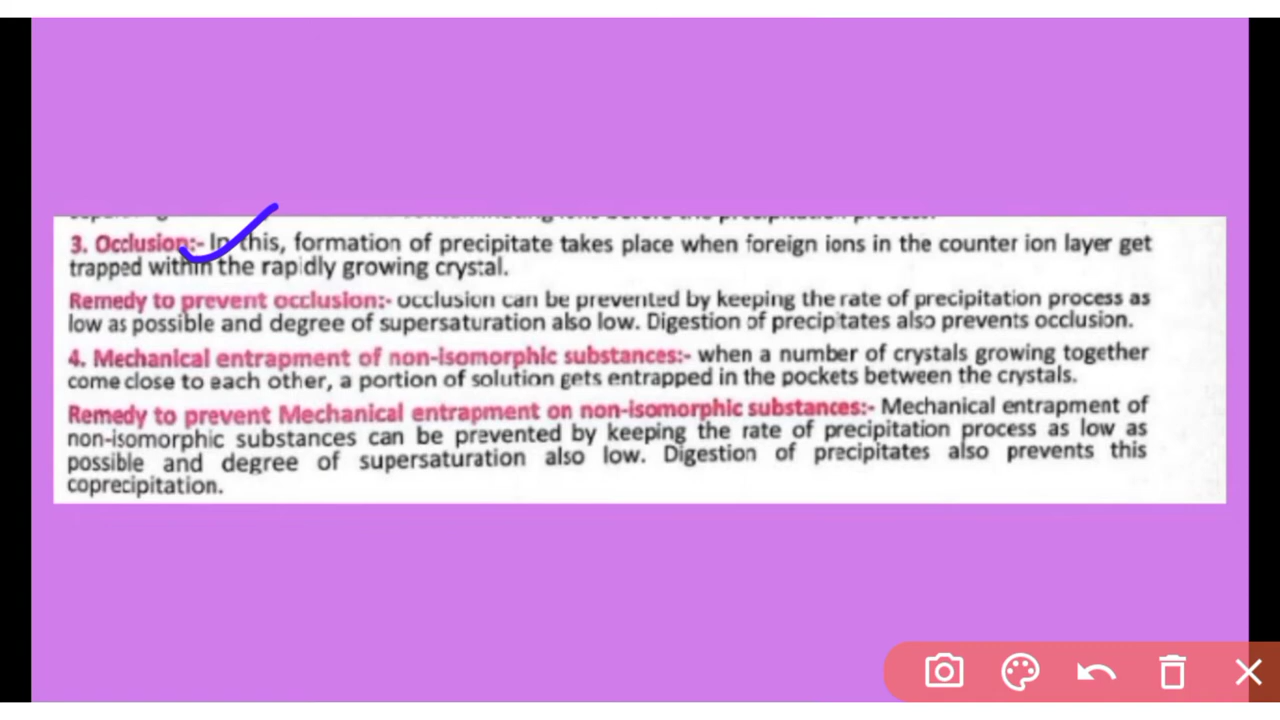 3. Occlusion:- In this, formation of precipitate takes place when foreign ions in the counter ion layer get
trapped within the rapidly growing crystal.
Remedy to prevent occlusion:- occlusion can be prevented by keeping the rate of precipitation process as
low as possible and degree of supersaturation also low. Digestion of precipitates also prevents occlusion.
4. Mechanical entrapment of non-isomorphic substances:- when a number of crystals growing together
come close to each other, a portion of solution gets entrapped in the pockets between the crystals.
Remedy to prevent Mechanical entrapment on non-isomorphic substances:- Mechanical entrapment of
non-isomorphic substances can be prevented by keeping the rate of precipitation process as low as
possible and degree of supersaturation also low. Digestion of precipitates also prevents this
coprecipitation.